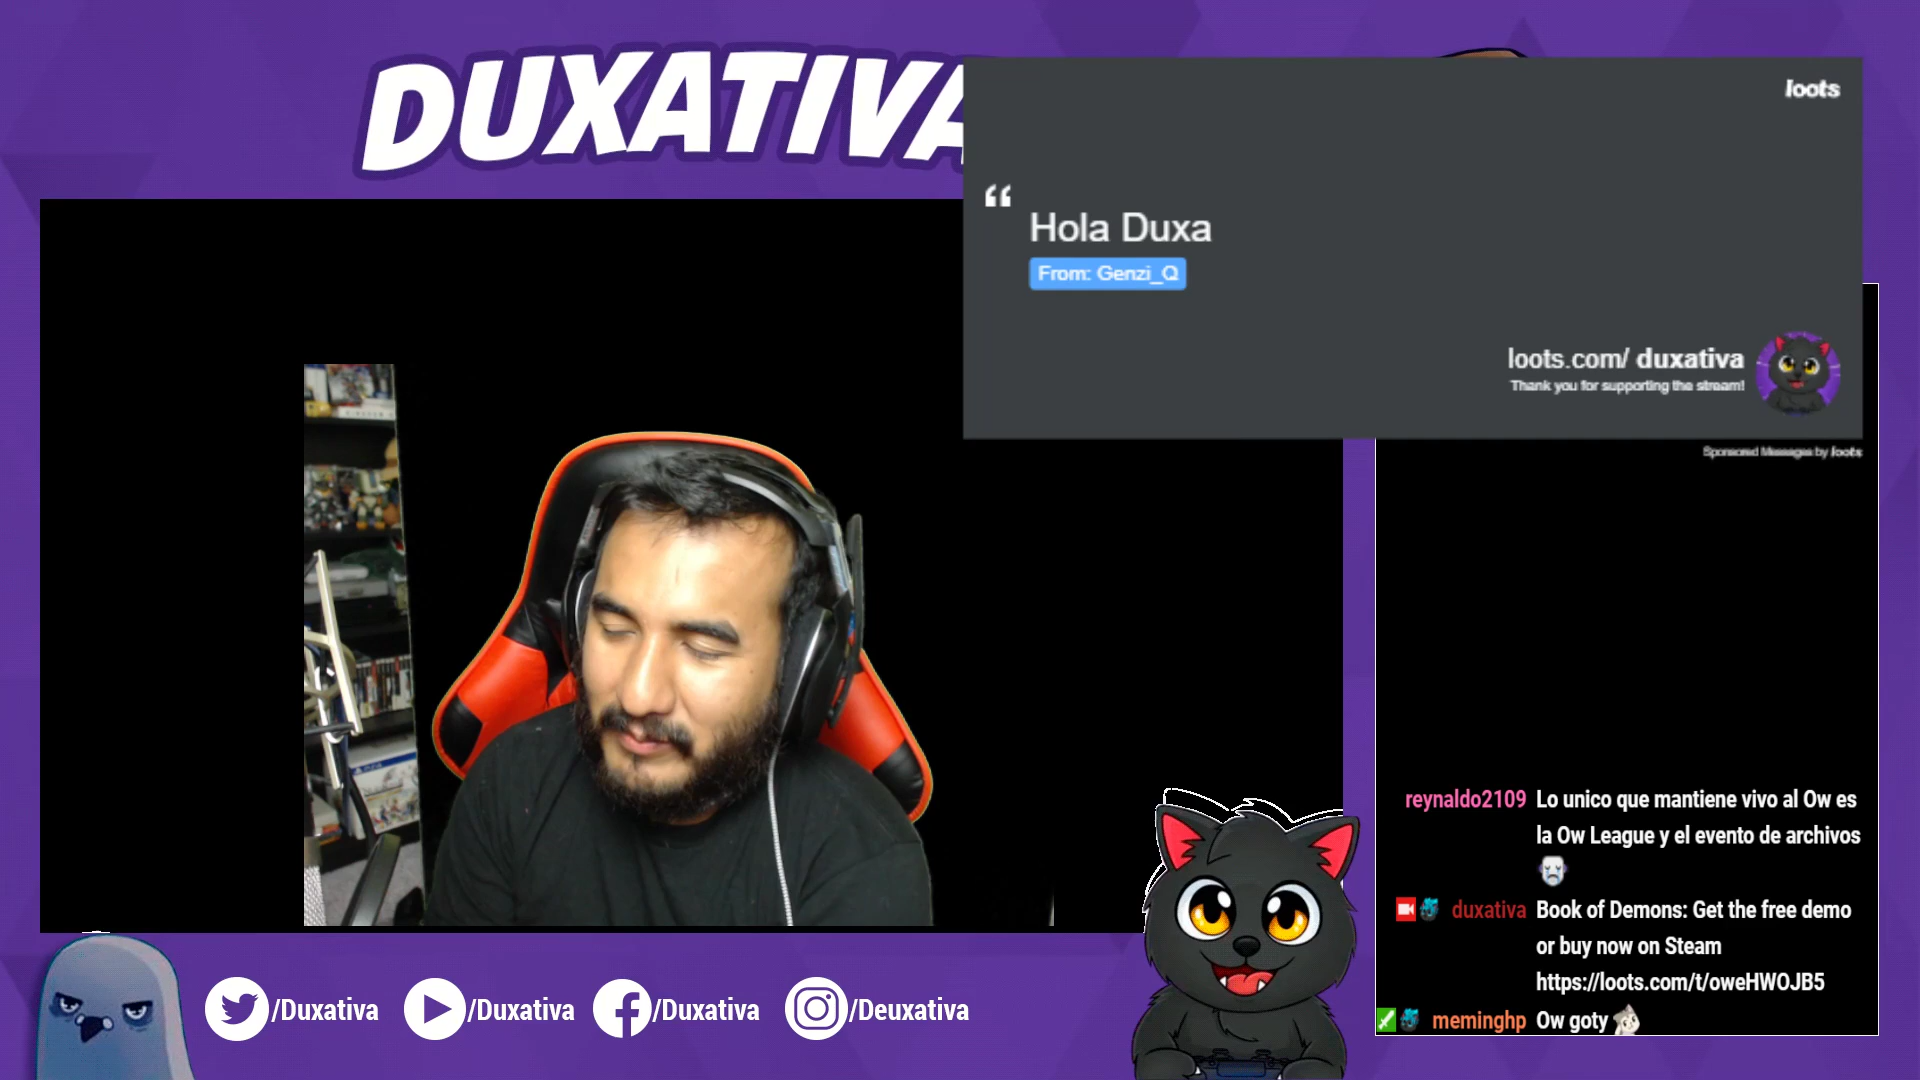 DUXATIVA
loots
“
Hola Duxa
From: Genzi_Q
loots.com/ duxativa
Thank you for supporting the stream!
Sponsored Messages by loots
reynaldo2109 Lo unico que mantiene vivo al Ow es
la Ow League y el evento de archivos
duxativa Book of Demons: Get the free demo
or buy now on Steam
https://loots.com/t/oweHWOJB5
meminghp Ow goty
/Duxativa /Duxativa /Duxativa /Deuxativa